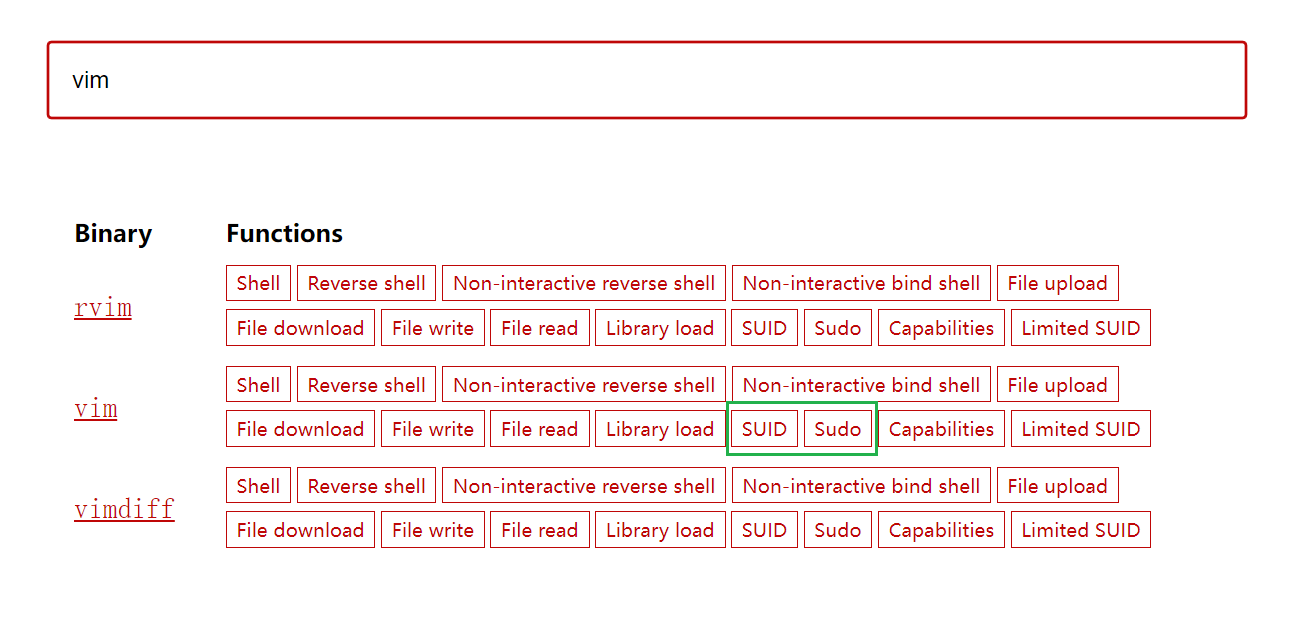 vim
Binary Functions
Shell Reverse shell Non-interactive reverse shell Non-interactive bind shell File upload
rvim
File download File write File read Library load SUID Sudo Capabilities Limited SUID
Shell Reverse shell Non-interactive reverse shell Non-interactive bind shell File upload
vim
File download File write File read Library load SUID Sudo Capabilities Limited SUID
Shell Reverse shell Non-interactive reverse shell Non-interactive bind shell File upload
vimdiff
File download File write File read Library load SUID Sudo Capabilities Limited SUID